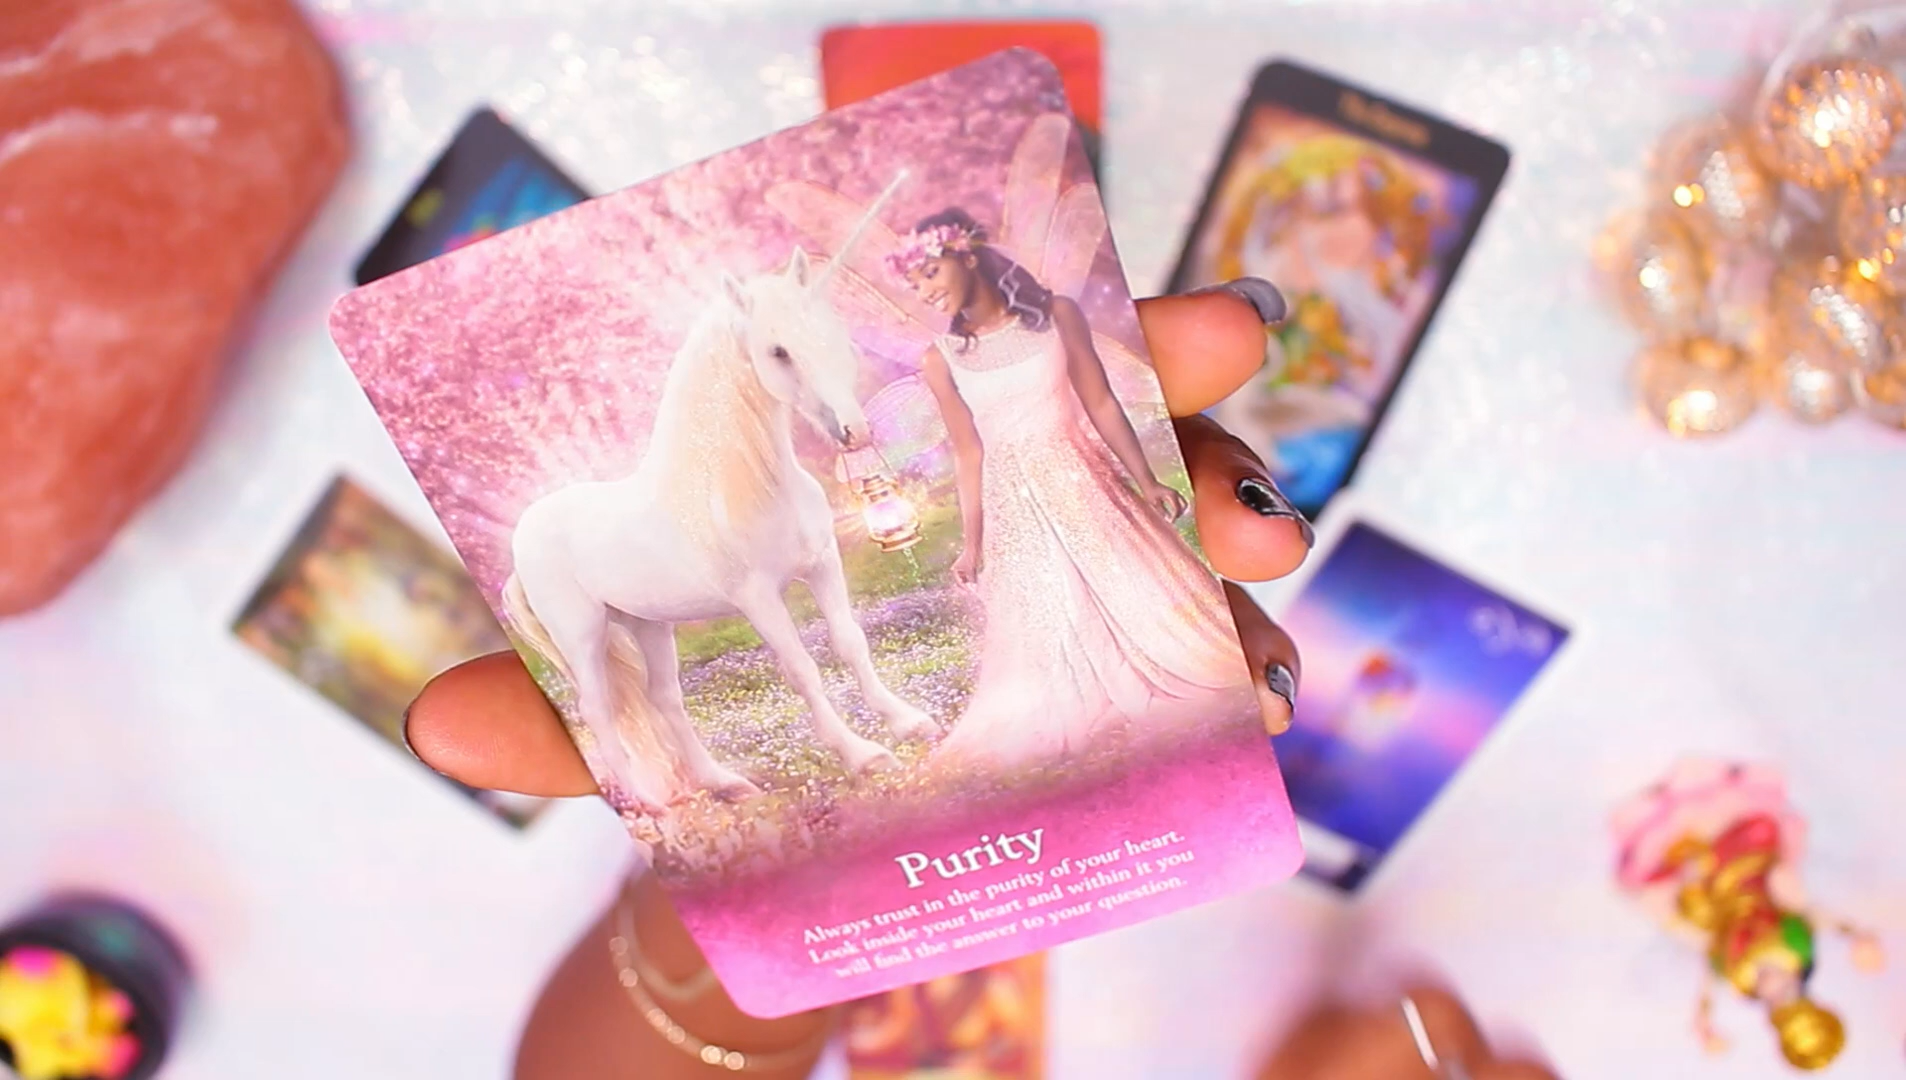 Purity
Always trust in the purity of your heart.
Look inside your heart and within it you
will find the answer to your question.